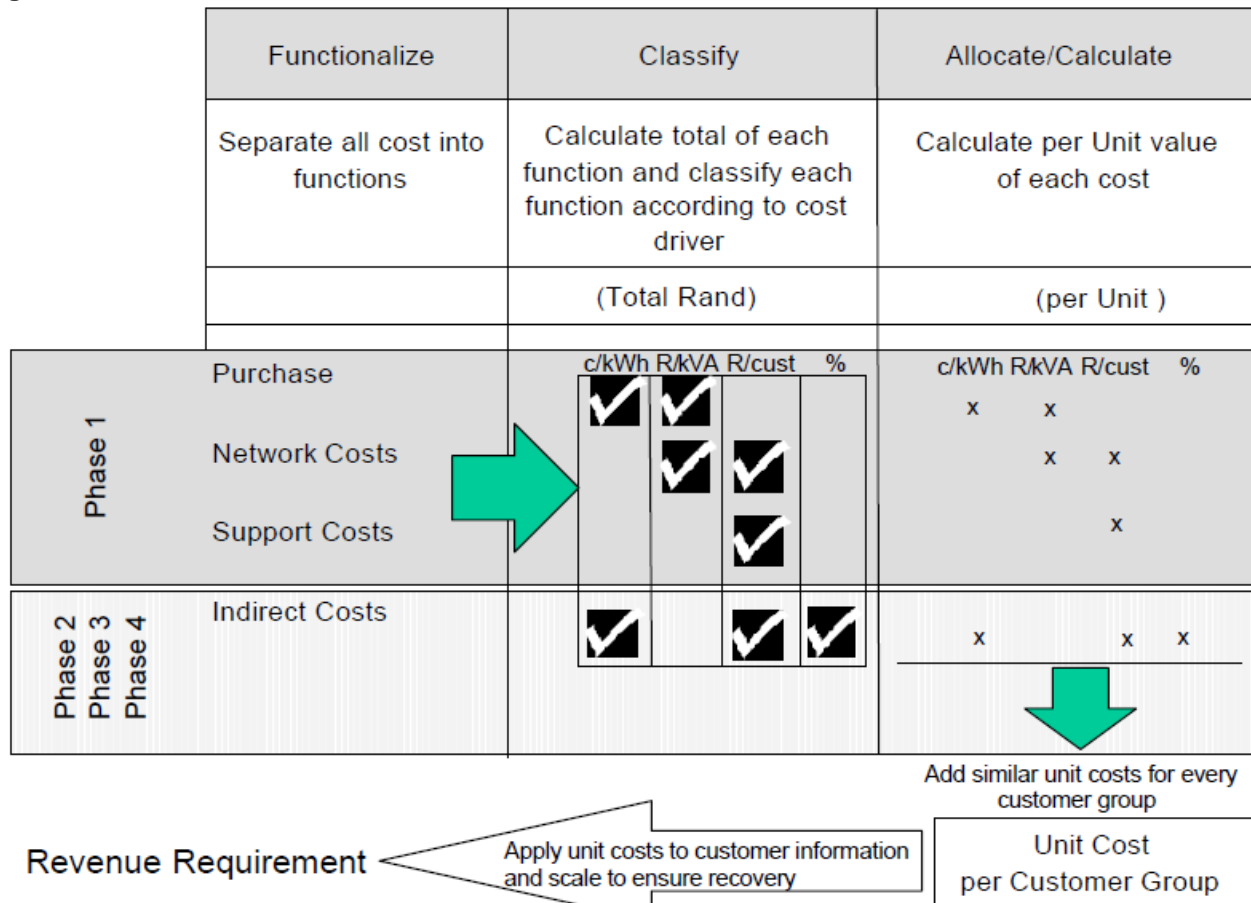 Functionalize
Classify
Allocate/Calculate
Separate all cost into
functions
Calculate total of each
function and classify each
function according to cost
driver
Calculate per Unit value
of each cost
(Total Rand)
(per Unit )
Phase 1
Purchase
c/kWh R/kVA R/cust %
c/kWh R/kVA R/cust %
x x
Network Costs
x x
Support Costs
x
Phase 2
Phase 3
Phase 4
Indirect Costs
x x x
Add similar unit costs for every
customer group
Revenue Requirement
Apply unit costs to customer information
and scale to ensure recovery
Unit Cost
per Customer Group